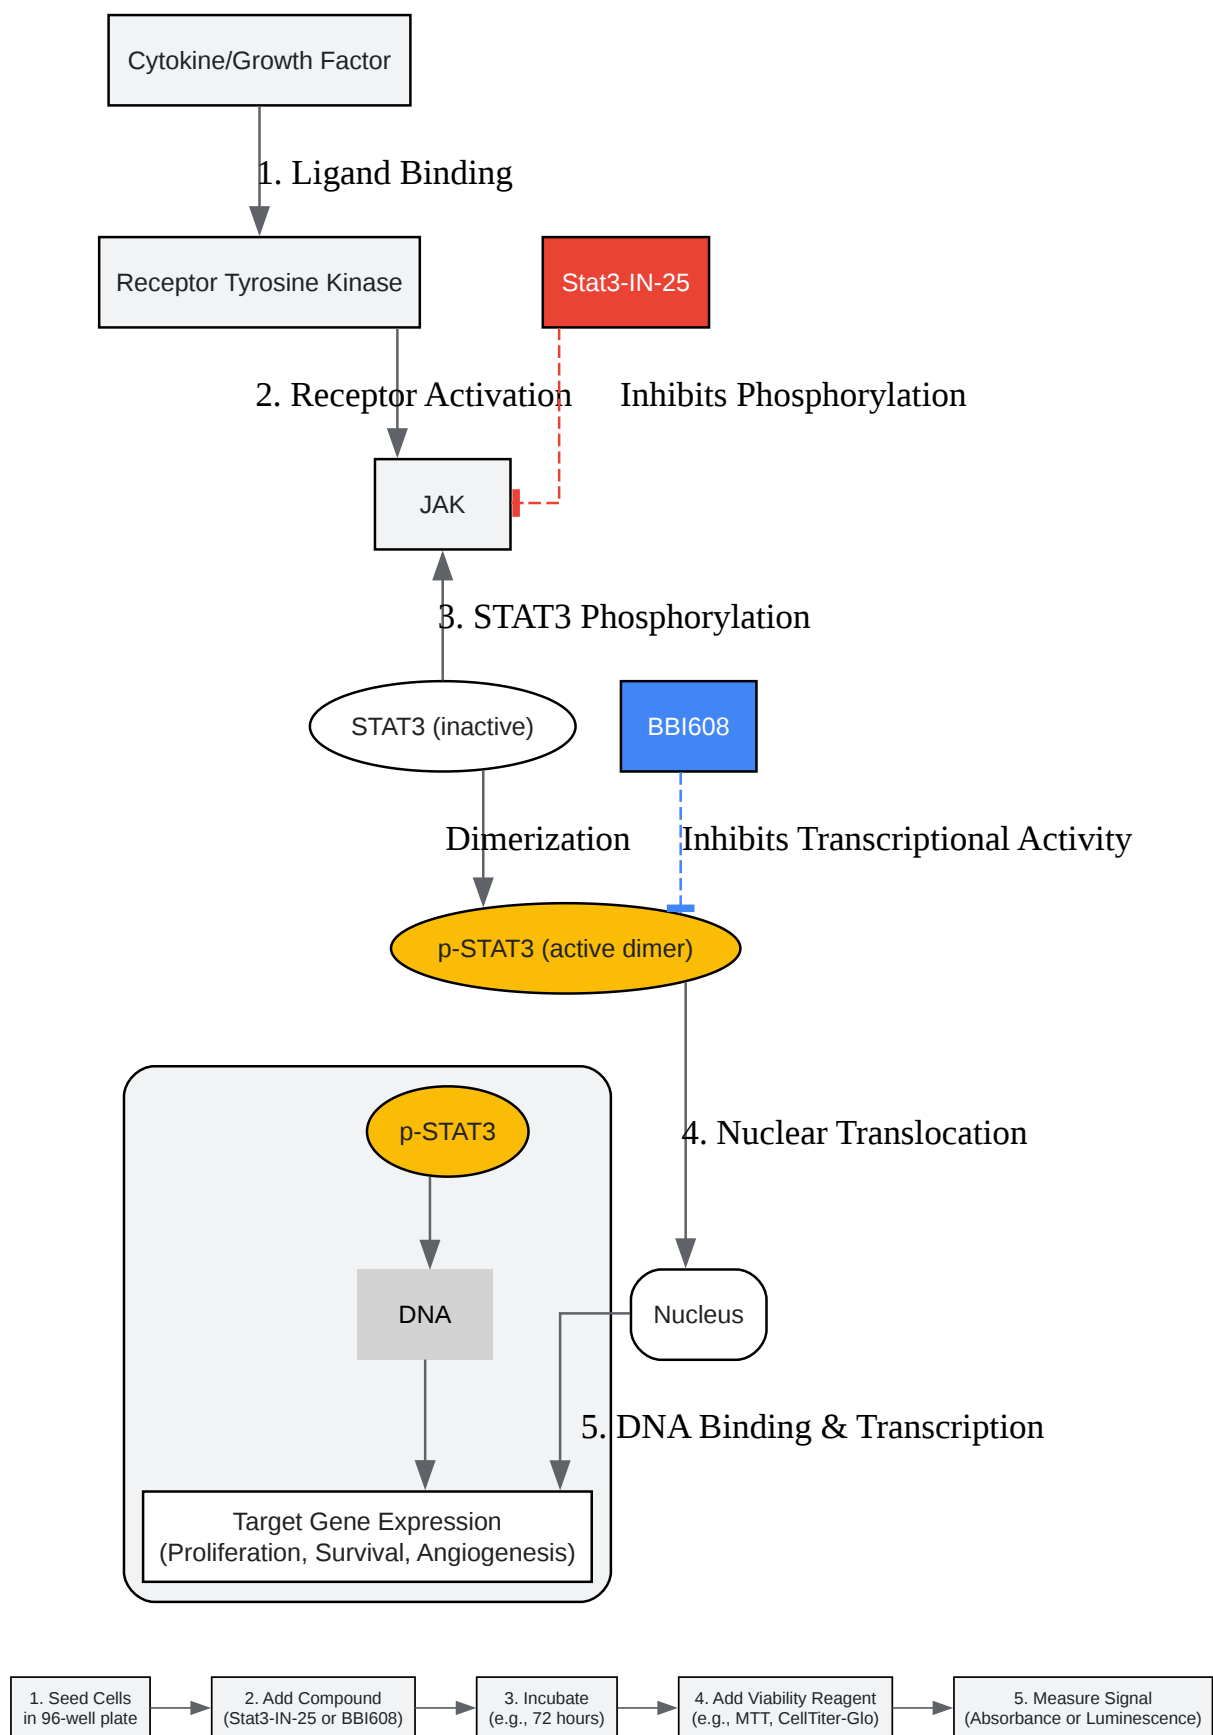 Cytokine/Growth Factor
1. Ligand Binding
Receptor Tyrosine Kinase
Stat3-IN-25
2. Receptor Activation
Inhibits Phosphorylation
JAK
3. STAT3 Phosphorylation
STAT3 (inactive)
BBI608
Dimerization
Inhibits Transcriptional Activity
p-STAT3 (active dimer)
p-STAT3
4. Nuclear Translocation
DNA
Nucleus
5. DNA Binding & Transcription
Target Gene Expression
(Proliferation, Survival, Angiogenesis)
1. Seed Cells
in 96-well plate
2. Add Compound
(Stat3-IN-25 or BBI608)
3. Incubate
(e.g., 72 hours)
4. Add Viability Reagent
(e.g., MTT, CellTiter-Glo)
5. Measure Signal
(Absorbance or Luminescence)